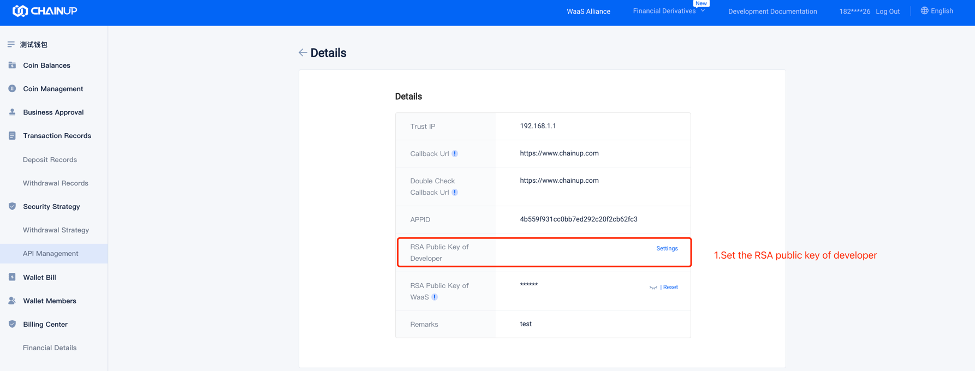 CHAINUP
WaaS Alliance
Financial Derivatives
New
Development Documentation
182****26 Log Out
English
测试钱包
Coin Balances
Coin Management
Business Approval
Transaction Records
Deposit Records
Withdrawal Records
Security Strategy
Withdrawal Strategy
API Management
Wallet Bill
Wallet Members
Billing Center
Financial Details
← Details
Details
Trust IP
192.168.1.1
Callback Url
https://www.chainup.com
Double Check
Callback Url
https://www.chainup.com
APPID
4b559f931cc0bb7ed292c20f2cb62fc3
RSA Public Key of
Developer
Settings
1.Set the RSA public key of developer
RSA Public Key of
WaaS
******
| Reset
Remarks
test